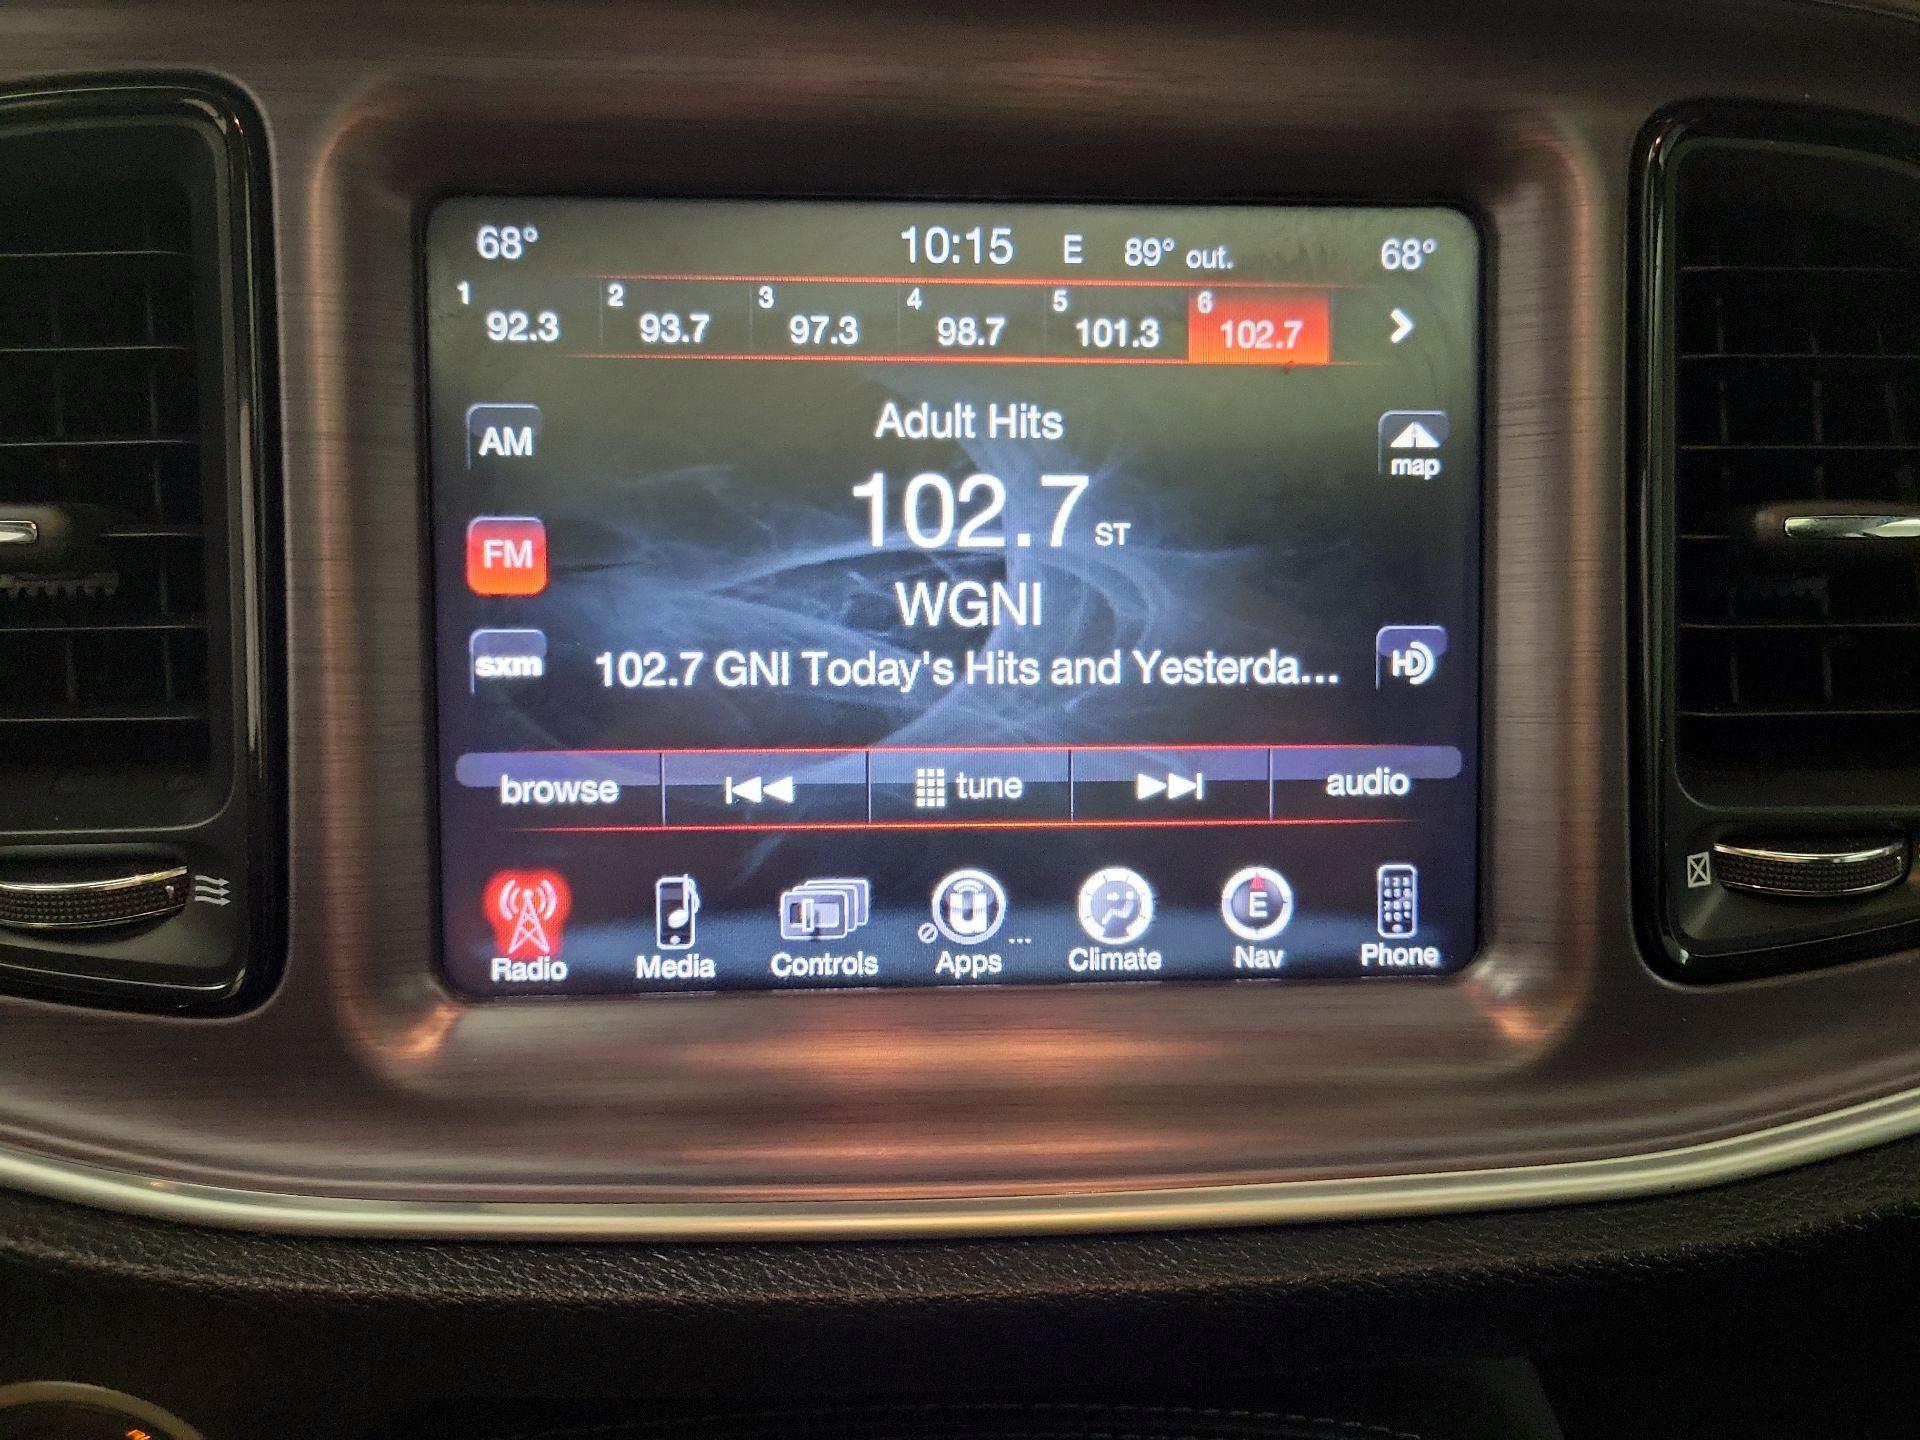 68° 10:15 E 89° out. 68°
1 92.3 2 93.7 3 97.3 4 98.7 5 101.3 6 102.7
Adult Hits
AM
map
102.7 ST
FM
WGNI
sxm
102.7 GNI Today's Hits and Yesterda...
HD
browse tune audio
E
Radio Media Controls Apps ... Climate Nav Phone